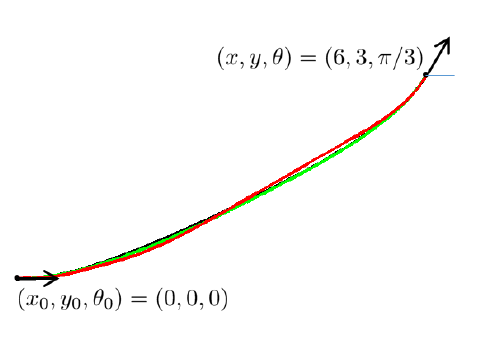 (x, y, θ) = (6, 3, π/3)
(x₀, y₀, θ₀) = (0, 0, 0)